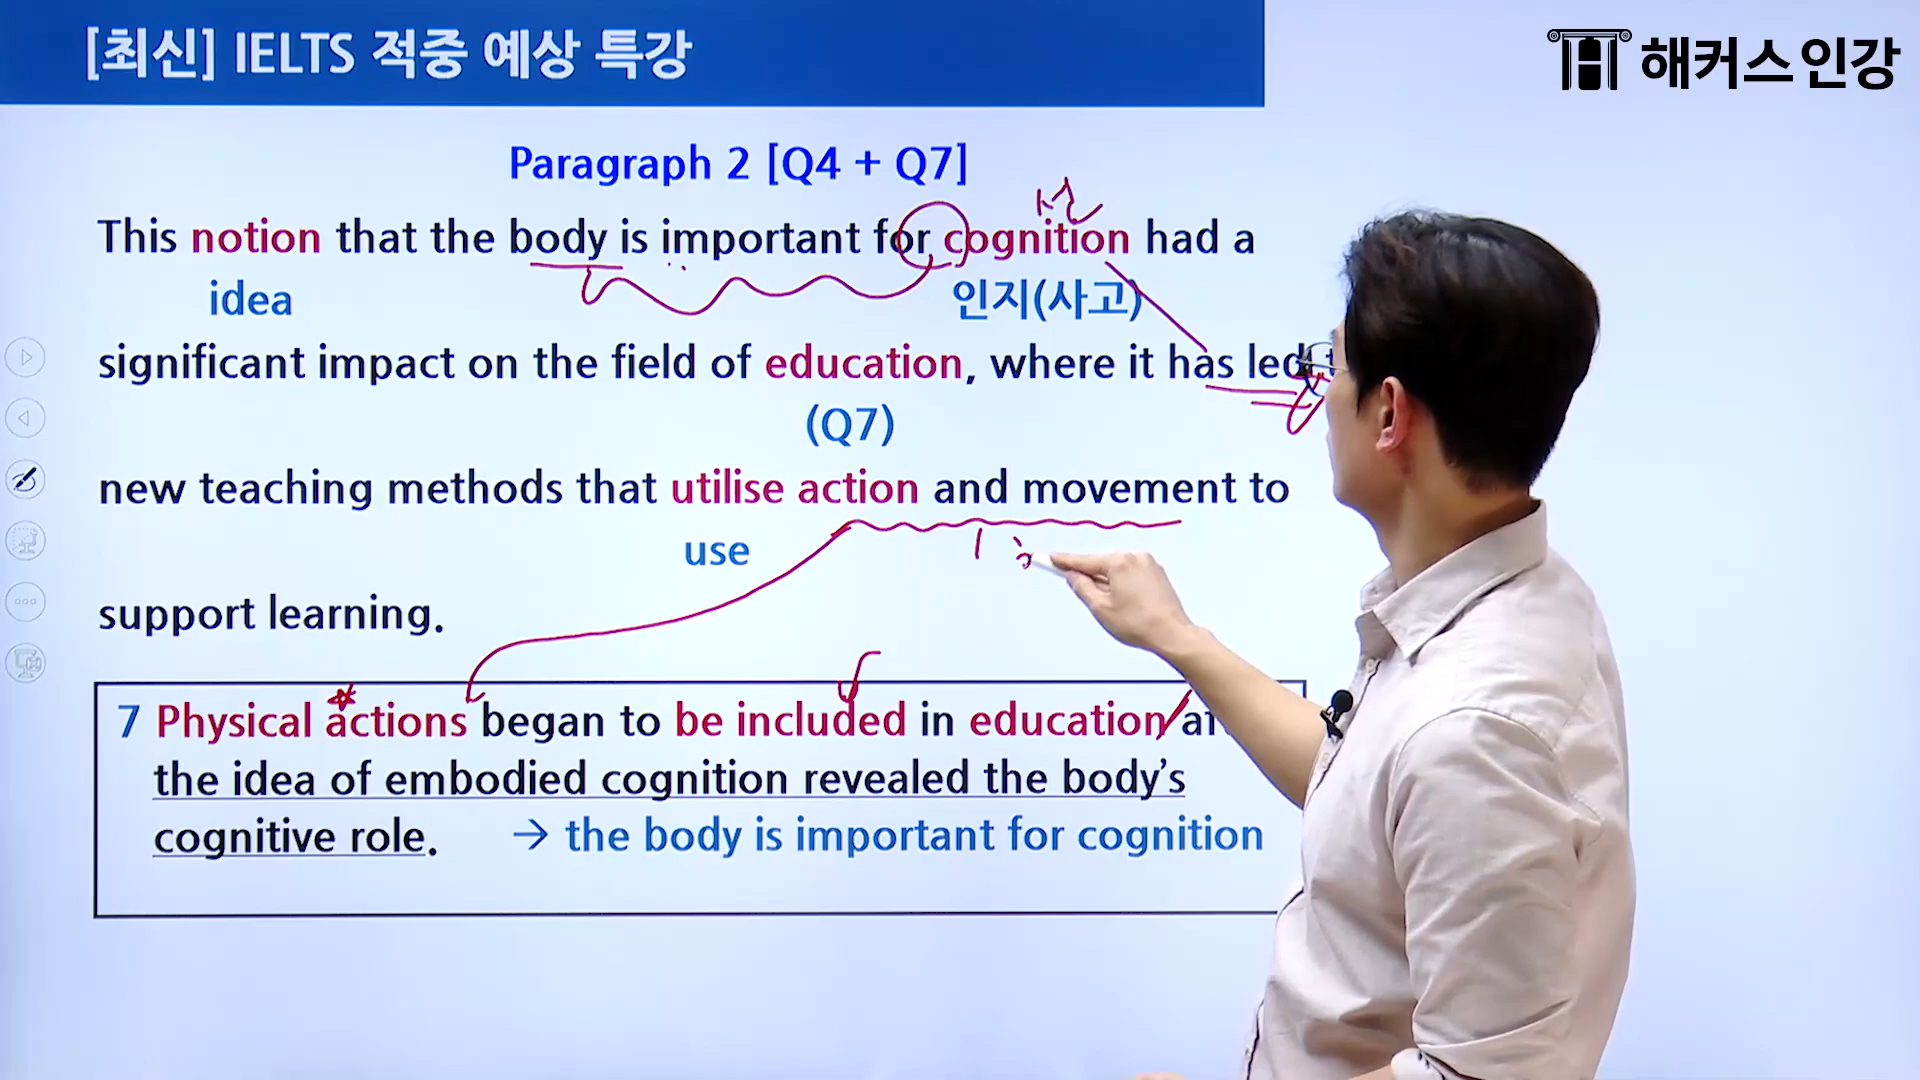 [최신] IELTS 적중 예상 특강
해커스인강
Paragraph 2 [Q4 + Q7]
This notion that the body is important for cognition had a
idea 인지(사고)
significant impact on the field of education, where it has led
(Q7)
new teaching methods that utilise action and movement to
use
support learning.
7 Physical actions began to be included in education
the idea of embodied cognition revealed the body's
cognitive role. → the body is important for cognition